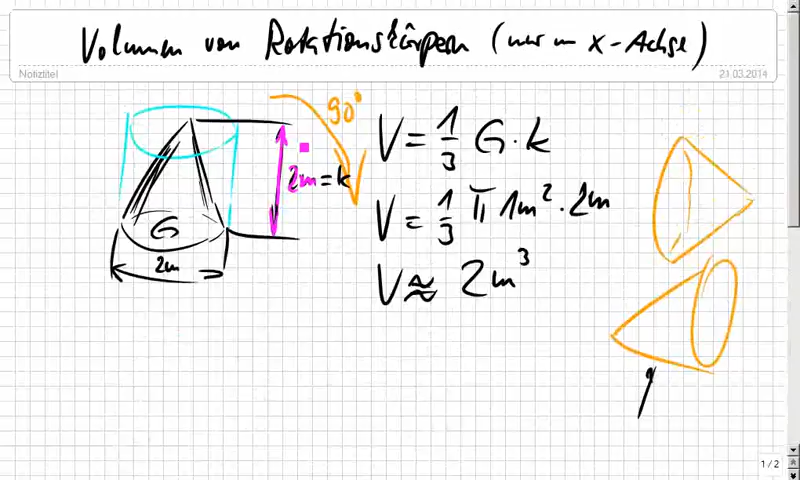 Volumen von Rotationskörpern (nur um x-Achse)
Notiztitel
21.03.2014
90°
V = 1/3 G · k
2m = k
V = 1/3 π 1m² · 2m
G
2m
V ≈ 2m³
1 / 2